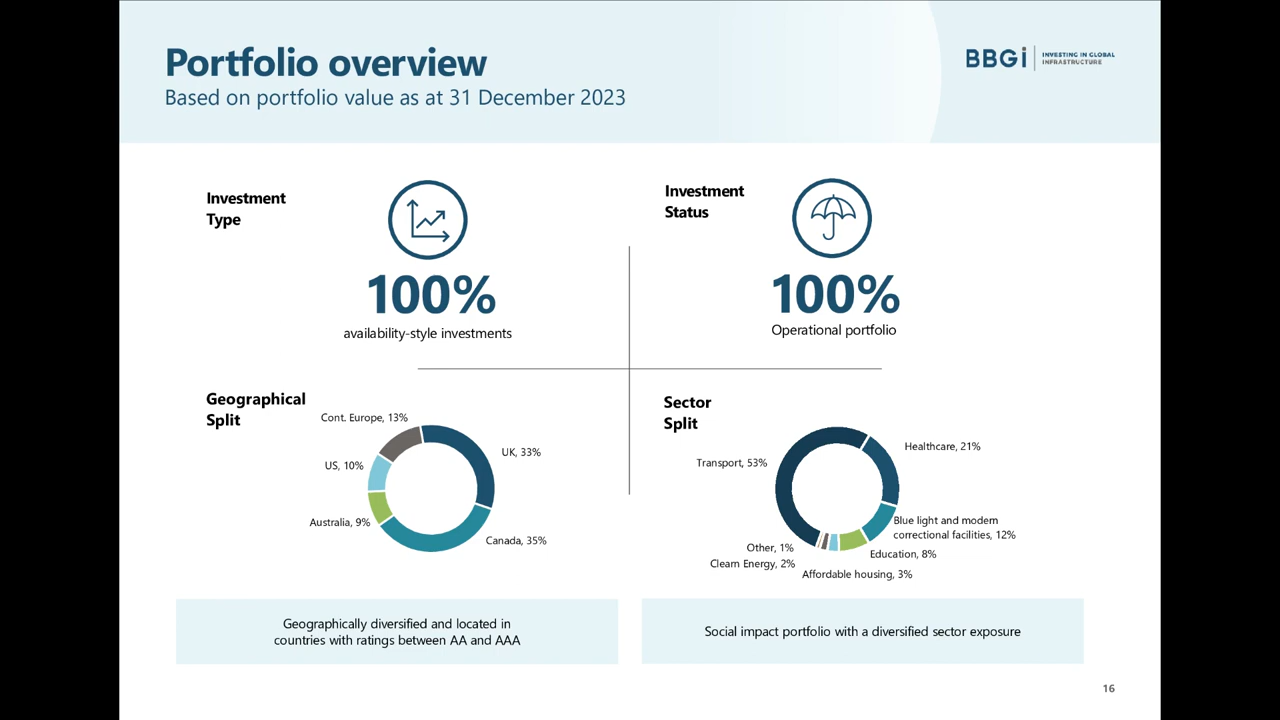 Portfolio overview
Based on portfolio value as at 31 December 2023
BBGi
INVESTING IN GLOBAL
INFRASTRUCTURE
Investment
Type
100%
availability-style investments
Investment
Status
100%
Operational portfolio
Geographical
Split
Cont. Europe, 13%
UK, 33%
US, 10%
Australia, 9%
Canada, 35%
Sector
Split
Transport, 53%
Healthcare, 21%
Blue light and modern
correctional facilities, 12%
Education, 8%
Other, 1%
Clearn Energy, 2%
Affordable housing, 3%
Geographically diversified and located in
countries with ratings between AA and AAA
Social impact portfolio with a diversified sector exposure
16